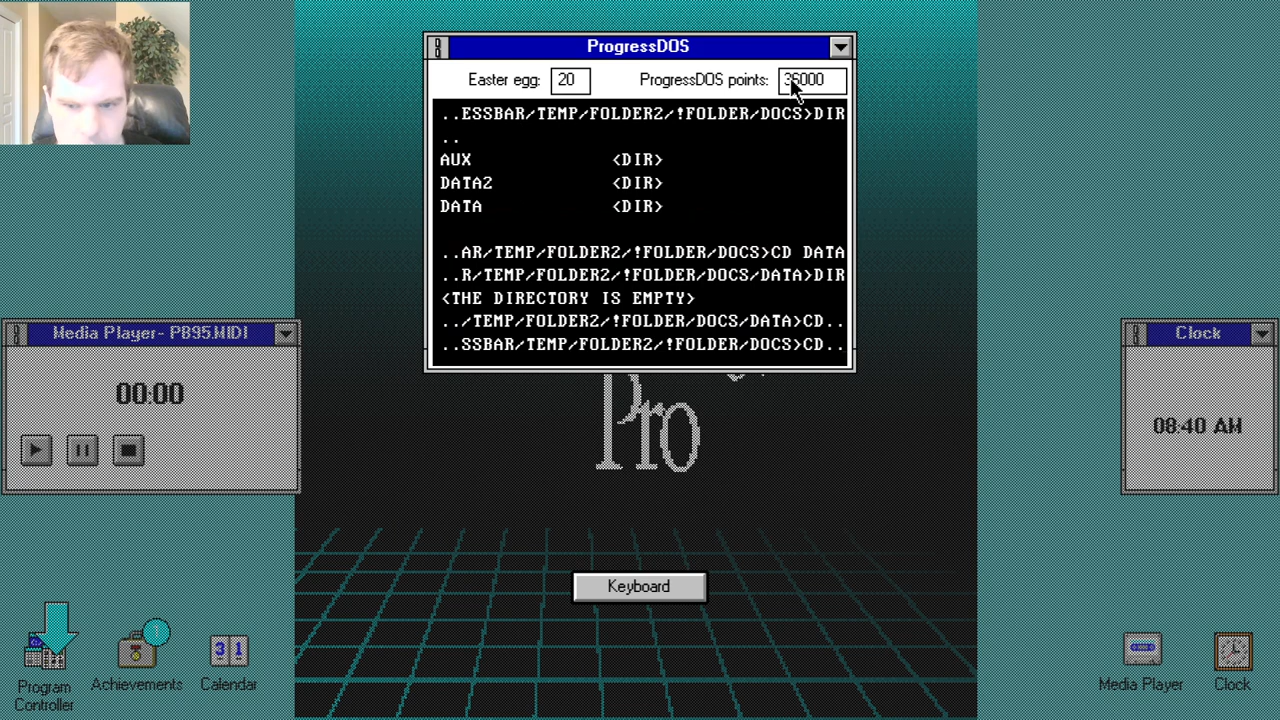 ProgressDOS
Easter egg: 20 ProgressDOS points: 36000
..ESSBAR/TEMP/FOLDER2/!FOLDER/DOCS>DIR
..
AUX <DIR>
DATA2 <DIR>
DATA <DIR>
..AR/TEMP/FOLDER2/!FOLDER/DOCS>CD DATA
..R/TEMP/FOLDER2/!FOLDER/DOCS/DATA>DIR
<THE DIRECTORY IS EMPTY>
../TEMP/FOLDER2/!FOLDER/DOCS/DATA>CD..
..SSBAR/TEMP/FOLDER2/!FOLDER/DOCS>CD..
Media Player- PB95.MIDI
00:00
Clock
08:40 AM
Pro
Keyboard
Program Controller
1
Achievements
31
Calendar
Media Player
Clock